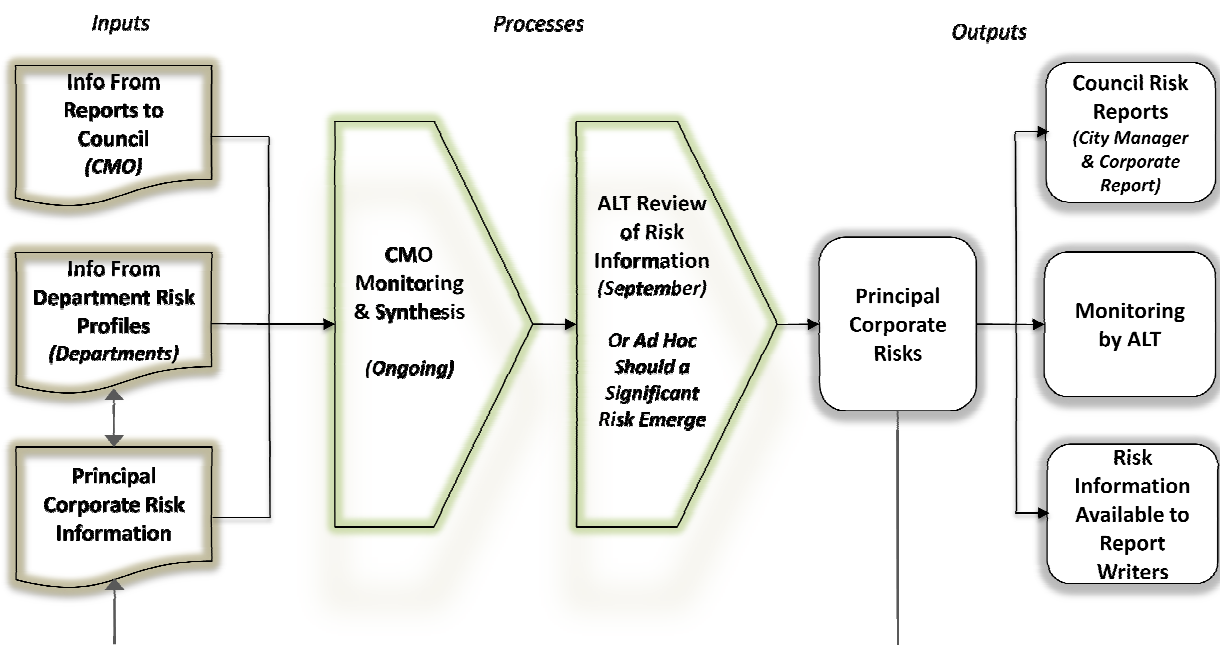 Inputs
Processes
Outputs
Info From
Reports to
Council
(CMO)
Info From
Department Risk
Profiles
(Departments)
Principal
Corporate Risk
Information
CMO
Monitoring
& Synthesis
(Ongoing)
ALT Review
of Risk
Information
(September)
Or Ad Hoc
Should a
Significant
Risk Emerge
Principal
Corporate
Risks
Council Risk
Reports
(City Manager
& Corporate
Report)
Monitoring
by ALT
Risk
Information
Available to
Report
Writers